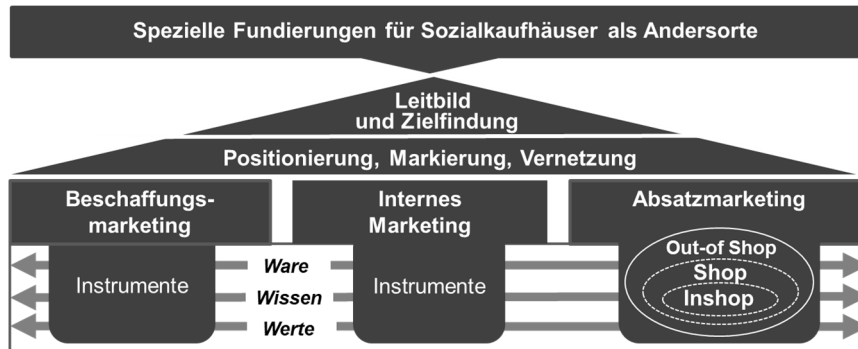 Spezielle Fundierungen für Sozialkaufhäuser als Andersorte
Leitbild
und Zielfindung
Positionierung, Markierung, Vernetzung
Beschaffungs-
marketing
Internes
Marketing
Absatzmarketing
Instrumente
Ware
Wissen
Werte
Instrumente
Out-of Shop
Shop
Inshop